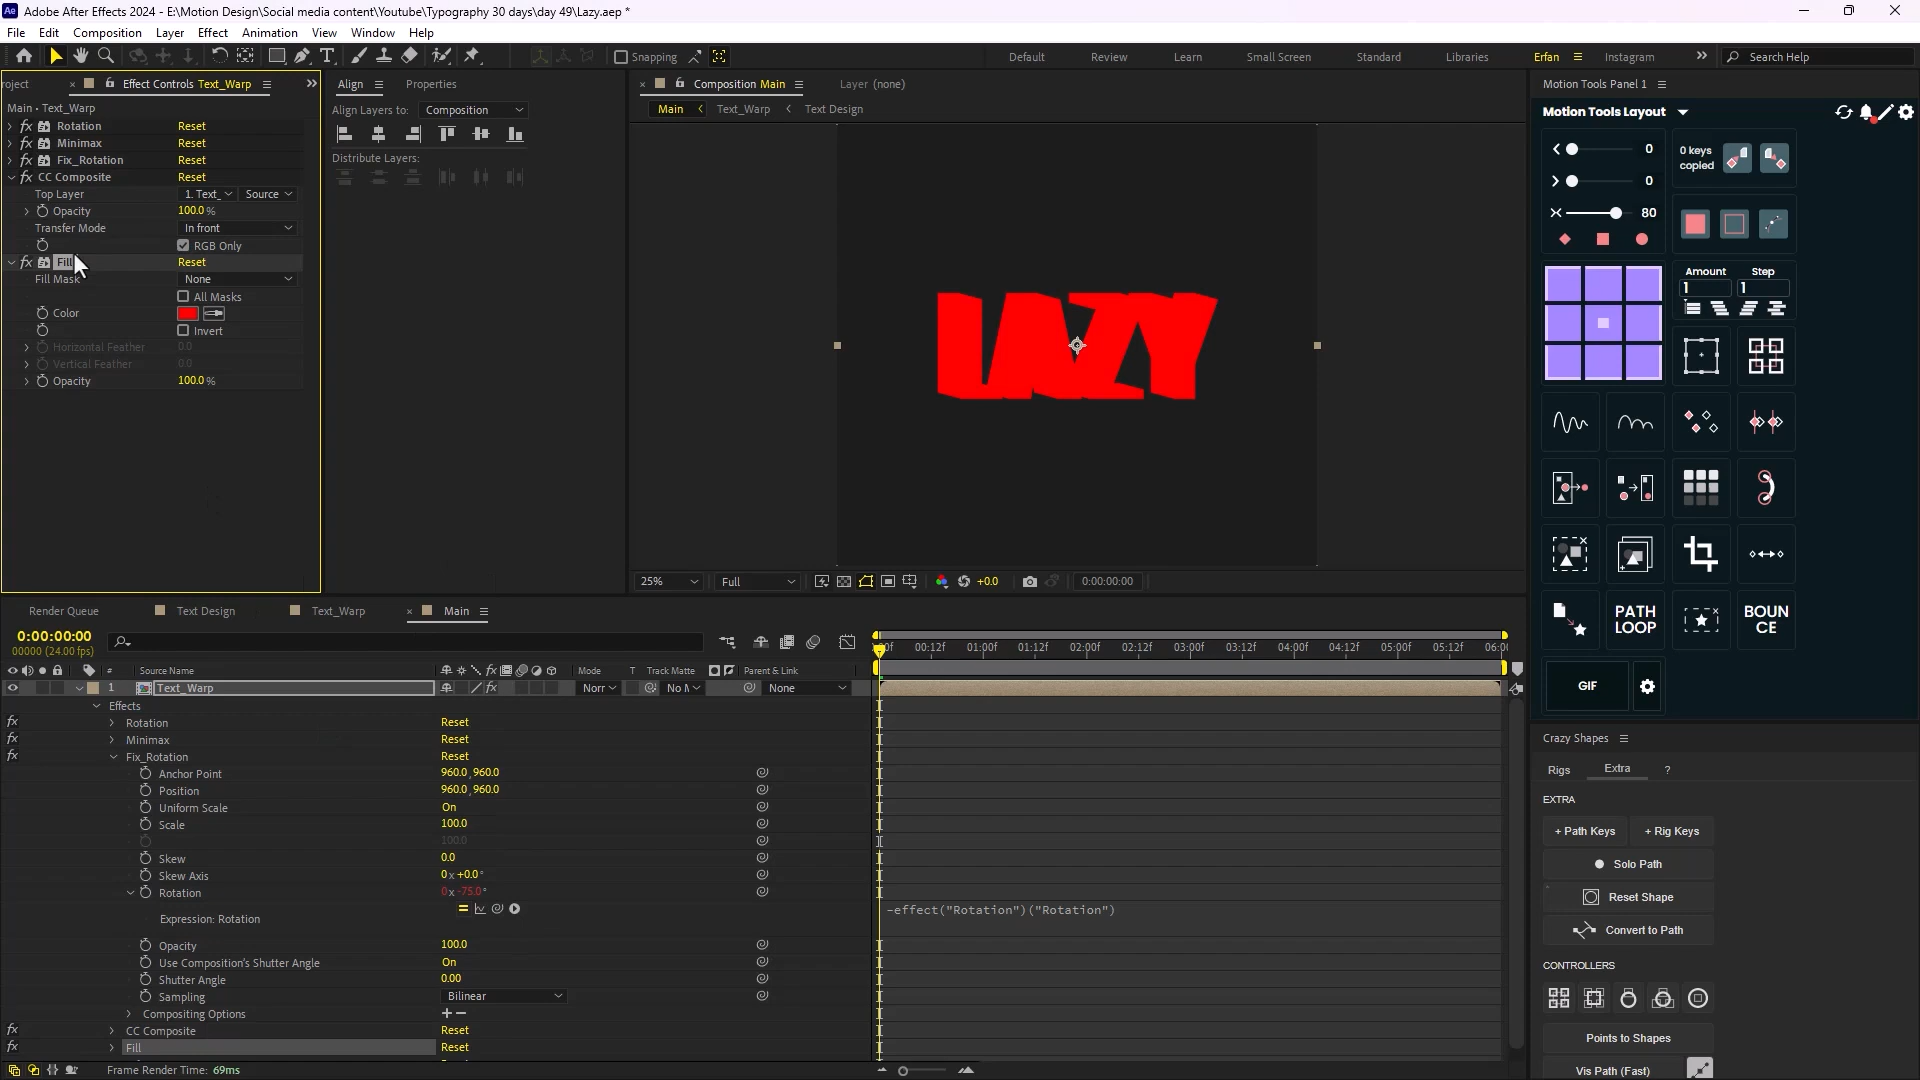 Ae Adobe After Effects 2024 - E:\Motion Design\Social media content\Youtube\Typography 30 days\day 49\Lazy.aep *
File Edit Composition Layer Effect Animation View Window Help
Snapping
Default Review Learn Small Screen Standard Libraries Erfan Instagram Search Help
roject Effect Controls Text_Warp
Main • Text_Warp
Rotation Reset
Minimax Reset
Fix_Rotation Reset
CC Composite Reset
Top Layer 1. Text_ Source
Opacity 100.0 %
Transfer Mode In front
RGB Only
Fill Reset
Fill Mask None
All Masks
Color
Invert
Horizontal Feather 0.0
Vertical Feather 0.0
Opacity 100.0 %
Align Properties
Align Layers to: Composition
Distribute Layers:
Composition Main Layer (none)
Main Text_Warp Text Design
LAZY
25% Full +0.0 0:00:00:00
Motion Tools Panel 1
Motion Tools Layout
0
0 keys copied
0
80
Amount Step
1 1
PATH LOOP
BOUN CE
GIF
Crazy Shapes
Rigs Extra ?
EXTRA
+ Path Keys + Rig Keys
Solo Path
Reset Shape
Convert to Path
CONTROLLERS
Points to Shapes
Vis Path (Fast)
Render Queue Text Design Text_Warp Main
0:00:00:00
00000 (24.00 fps)
00:12f 01:00f 01:12f 02:00f 02:12f 03:00f 03:12f 04:00f 04:12f 05:00f 05:12f 06:0
# Source Name Mode T Track Matte Parent & Link
1 Text_Warp Norr No M None
Effects
Rotation Reset
Minimax Reset
Fix_Rotation Reset
Anchor Point 960.0, 960.0
Position 960.0, 960.0
Uniform Scale On
Scale 100.0
100.0
Skew 0.0
Skew Axis 0 x +0.0°
Rotation 0 x -75.0°
Expression: Rotation -effect("Rotation")("Rotation")
Opacity 100.0
Use Composition's Shutter Angle On
Shutter Angle 0.00
Sampling Bilinear
Compositing Options + −
CC Composite Reset
Fill Reset
Frame Render Time: 69ms